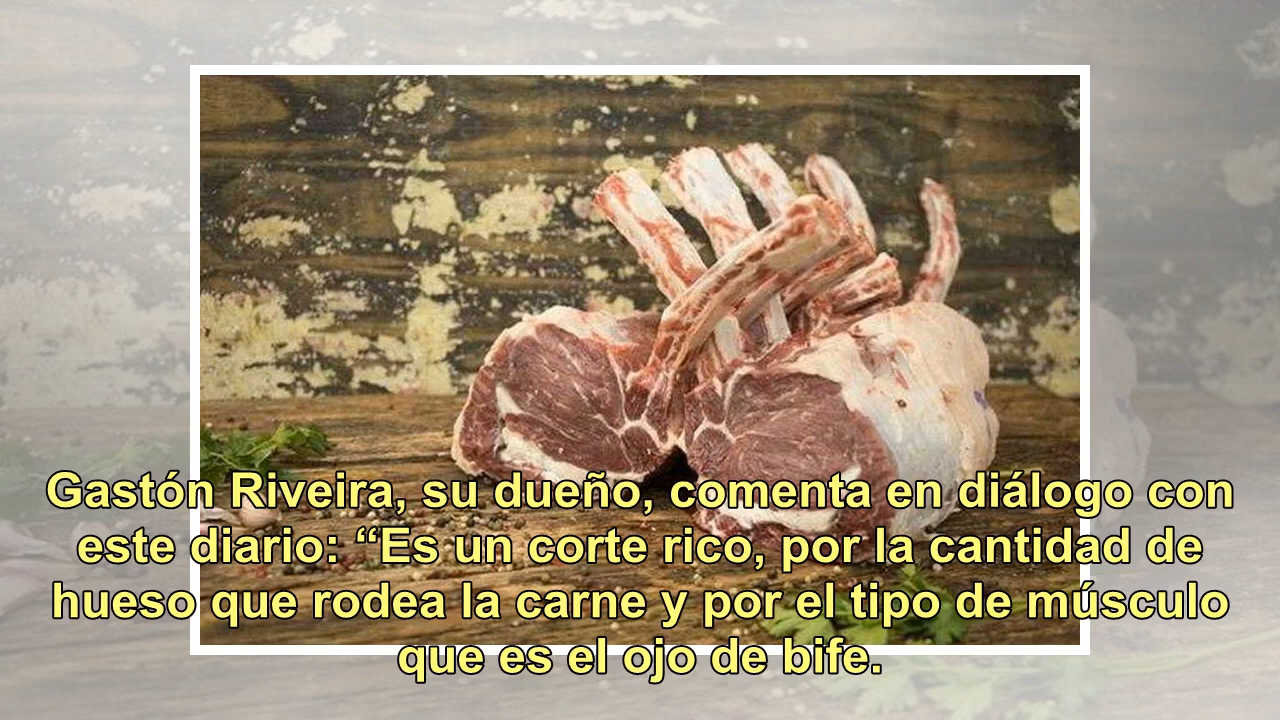 Gastón Riveira, su dueño, comenta en diálogo con
este diario: “Es un corte rico, por la cantidad de
hueso que rodea la carne y por el tipo de músculo
que es el ojo de bife.